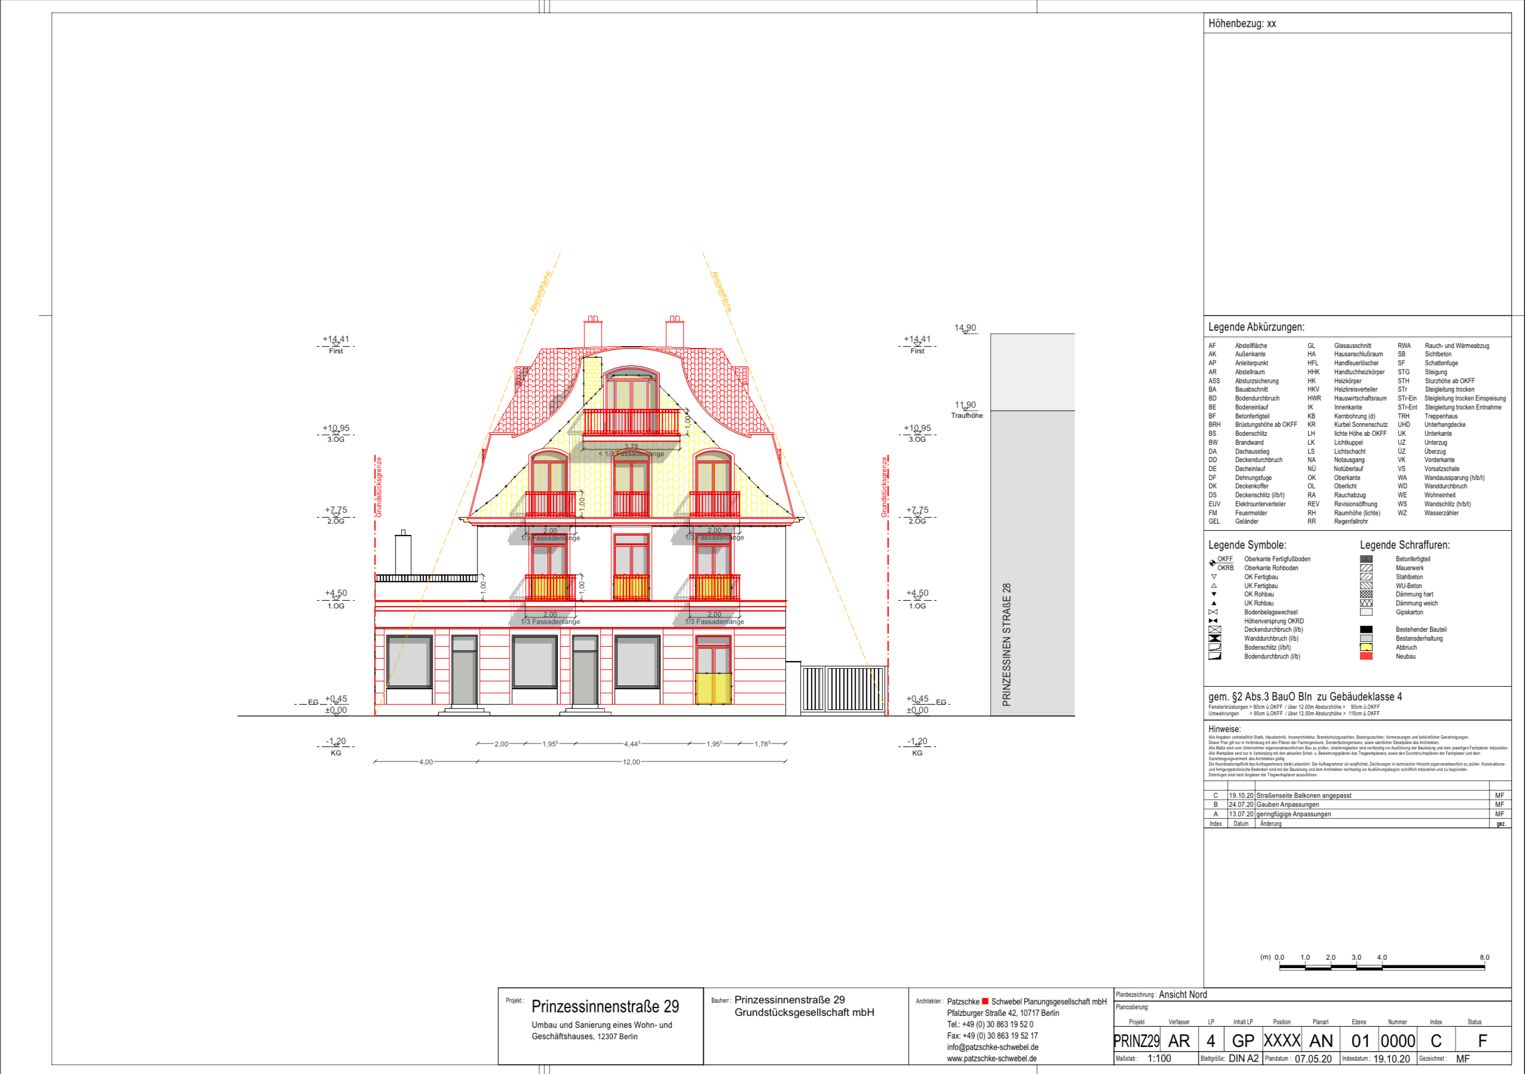 Höhenbezug: xx
Abstandsfläche
Abstandsfläche
+14,41
First
+14,41
First
14,90
11,90
Traufhöhe
1,00
+10,95
3.OG
3,78
< 1/3 Fassadenlänge
+10,95
3.OG
Grundstücksgrenze
Grundstücksgrenze
1,00
+7,75
2.OG
2,00
1/3 Fassadenlänge
2,00
1/3 Fassadenlänge
+7,75
2.OG
1,00
1,00
+4,50
1.OG
2,00
1/3 Fassadenlänge
2,00
1/3 Fassadenlänge
+4,50
1.OG
PRINZESSINEN STRAßE 28
EG +0,45
±0,00
+0,45 EG
±0,00
-1,20
KG
2,00 1,95⁵ 4,44⁵ 1,95⁵ 1,78⁵
-1,20
KG
4,00 12,00
Legende Abkürzungen:
AF Abstellfläche GL Glasausschnitt RWA Rauch- und Wärmeabzug
AK Außenkante HA Hausanschlußraum SB Sichtbeton
AP Anleiterpunkt HFL Handfeuerlöscher SF Schattenfuge
AR Abstellraum HHK Handtuchheizkörper STG Steigung
ASS Absturzsicherung HK Heizkörper STH Sturzhöhe ab OKFF
BA Bauabschnitt HKV Heizkreisverteiler STr Steigleitung trocken
BD Bodendurchbruch HWR Hauswirtschaftsraum STr-Ein Steigleitung trocken Einspeisung
BE Bodeneinlauf IK Innenkante STr-Ent Steigleitung trocken Entnahme
BF Betonfertigteil KB Kernbohrung (d) TRH Treppenhaus
BRH Brüstungshöhe ab OKFF KR Kurbel Sonnenschutz UHD Unterhangdecke
BS Bodenschlitz LH lichte Höhe ab OKFF UK Unterkante
BW Brandwand LK Lichtkuppel UZ Unterzug
DA Dachausstieg LS Lichtschacht ÜZ Überzug
DD Deckendurchbruch NA Notausgang VK Vorderkante
DE Dacheinlauf NÜ Notüberlauf VS Vorsatzschale
DF Dehnungsfuge OK Oberkante WA Wandaussparung (h/b/t)
DK Deckenkoffer OL Oberlicht WD Wanddurchbruch
DS Deckenschlitz (l/b/t) RA Rauchabzug WE Wohneinheit
EUV Elektrounterverteiler REV Revisionsöffnung WS Wandschlitz (h/b/t)
FM Feuermelder RH Raumhöhe (lichte) WZ Wasserzähler
GEL Geländer RR Regenfallrohr
Legende Symbole:
OKFF Oberkante Fertigfußboden
OKRB Oberkante Rohboden
OK Fertigbau
UK Fertigbau
OK Rohbau
UK Rohbau
Bodenbelagswechsel
Höhenversprung OKRD
Deckendurchbruch (l/b)
Wanddurchbruch (l/b)
Bodenschlitz (l/b/t)
Bodendurchbruch (l/b)
Legende Schraffuren:
Betonfertigteil
Mauerwerk
Stahlbeton
WU-Beton
Dämmung hart
Dämmung weich
Gipskarton
Bestehender Bauteil
Bestandserhaltung
Abbruch
Neubau
gem. §2 Abs.3 BauO Bln zu Gebäudeklasse 4
Fensterbrüstungen > 80cm ü.OKFF / über 12.00m Absturzhöhe > 90cm ü.OKFF
Umwehrungen > 90cm ü.OKFF / über 12.00m Absturzhöhe > 110cm ü.OKFF
Hinweise:
C 19.10.20 Straßenseite Balkonen angepasst MF
B 24.07.20 Gauben Anpassungen MF
A 13.07.20 geringfügige Anpassungen MF
Index Datum Änderung gez.
(m) 0.0 1.0 2.0 3.0 4.0 8.0
Projekt : Prinzessinnenstraße 29
Umbau und Sanierung eines Wohn- und
Geschäftshauses, 12307 Berlin
Bauherr: Prinzessinnenstraße 29
Grundstücksgesellschaft mbH
Architekten : Patzschke Schwebel Planungsgesellschaft mbH
Pfalzburger Straße 42, 10717 Berlin
Tel.: +49 (0) 30 863 19 52 0
Fax: +49 (0) 30 863 19 52 17
info@patzschke-schwebel.de
www.patzschke-schwebel.de
Planbezeichnung : Ansicht Nord
Plancodierung:
Projekt Verfasser LP Inhalt LP Position Planart Ebene Nummer Index Status
PRINZ29 AR 4 GP XXXX AN 01 0000 C F
Maßstab : 1:100 Blattgröße: DIN A2 Plandatum : 07.05.20 Indexdatum : 19.10.20 Gezeichnet : MF